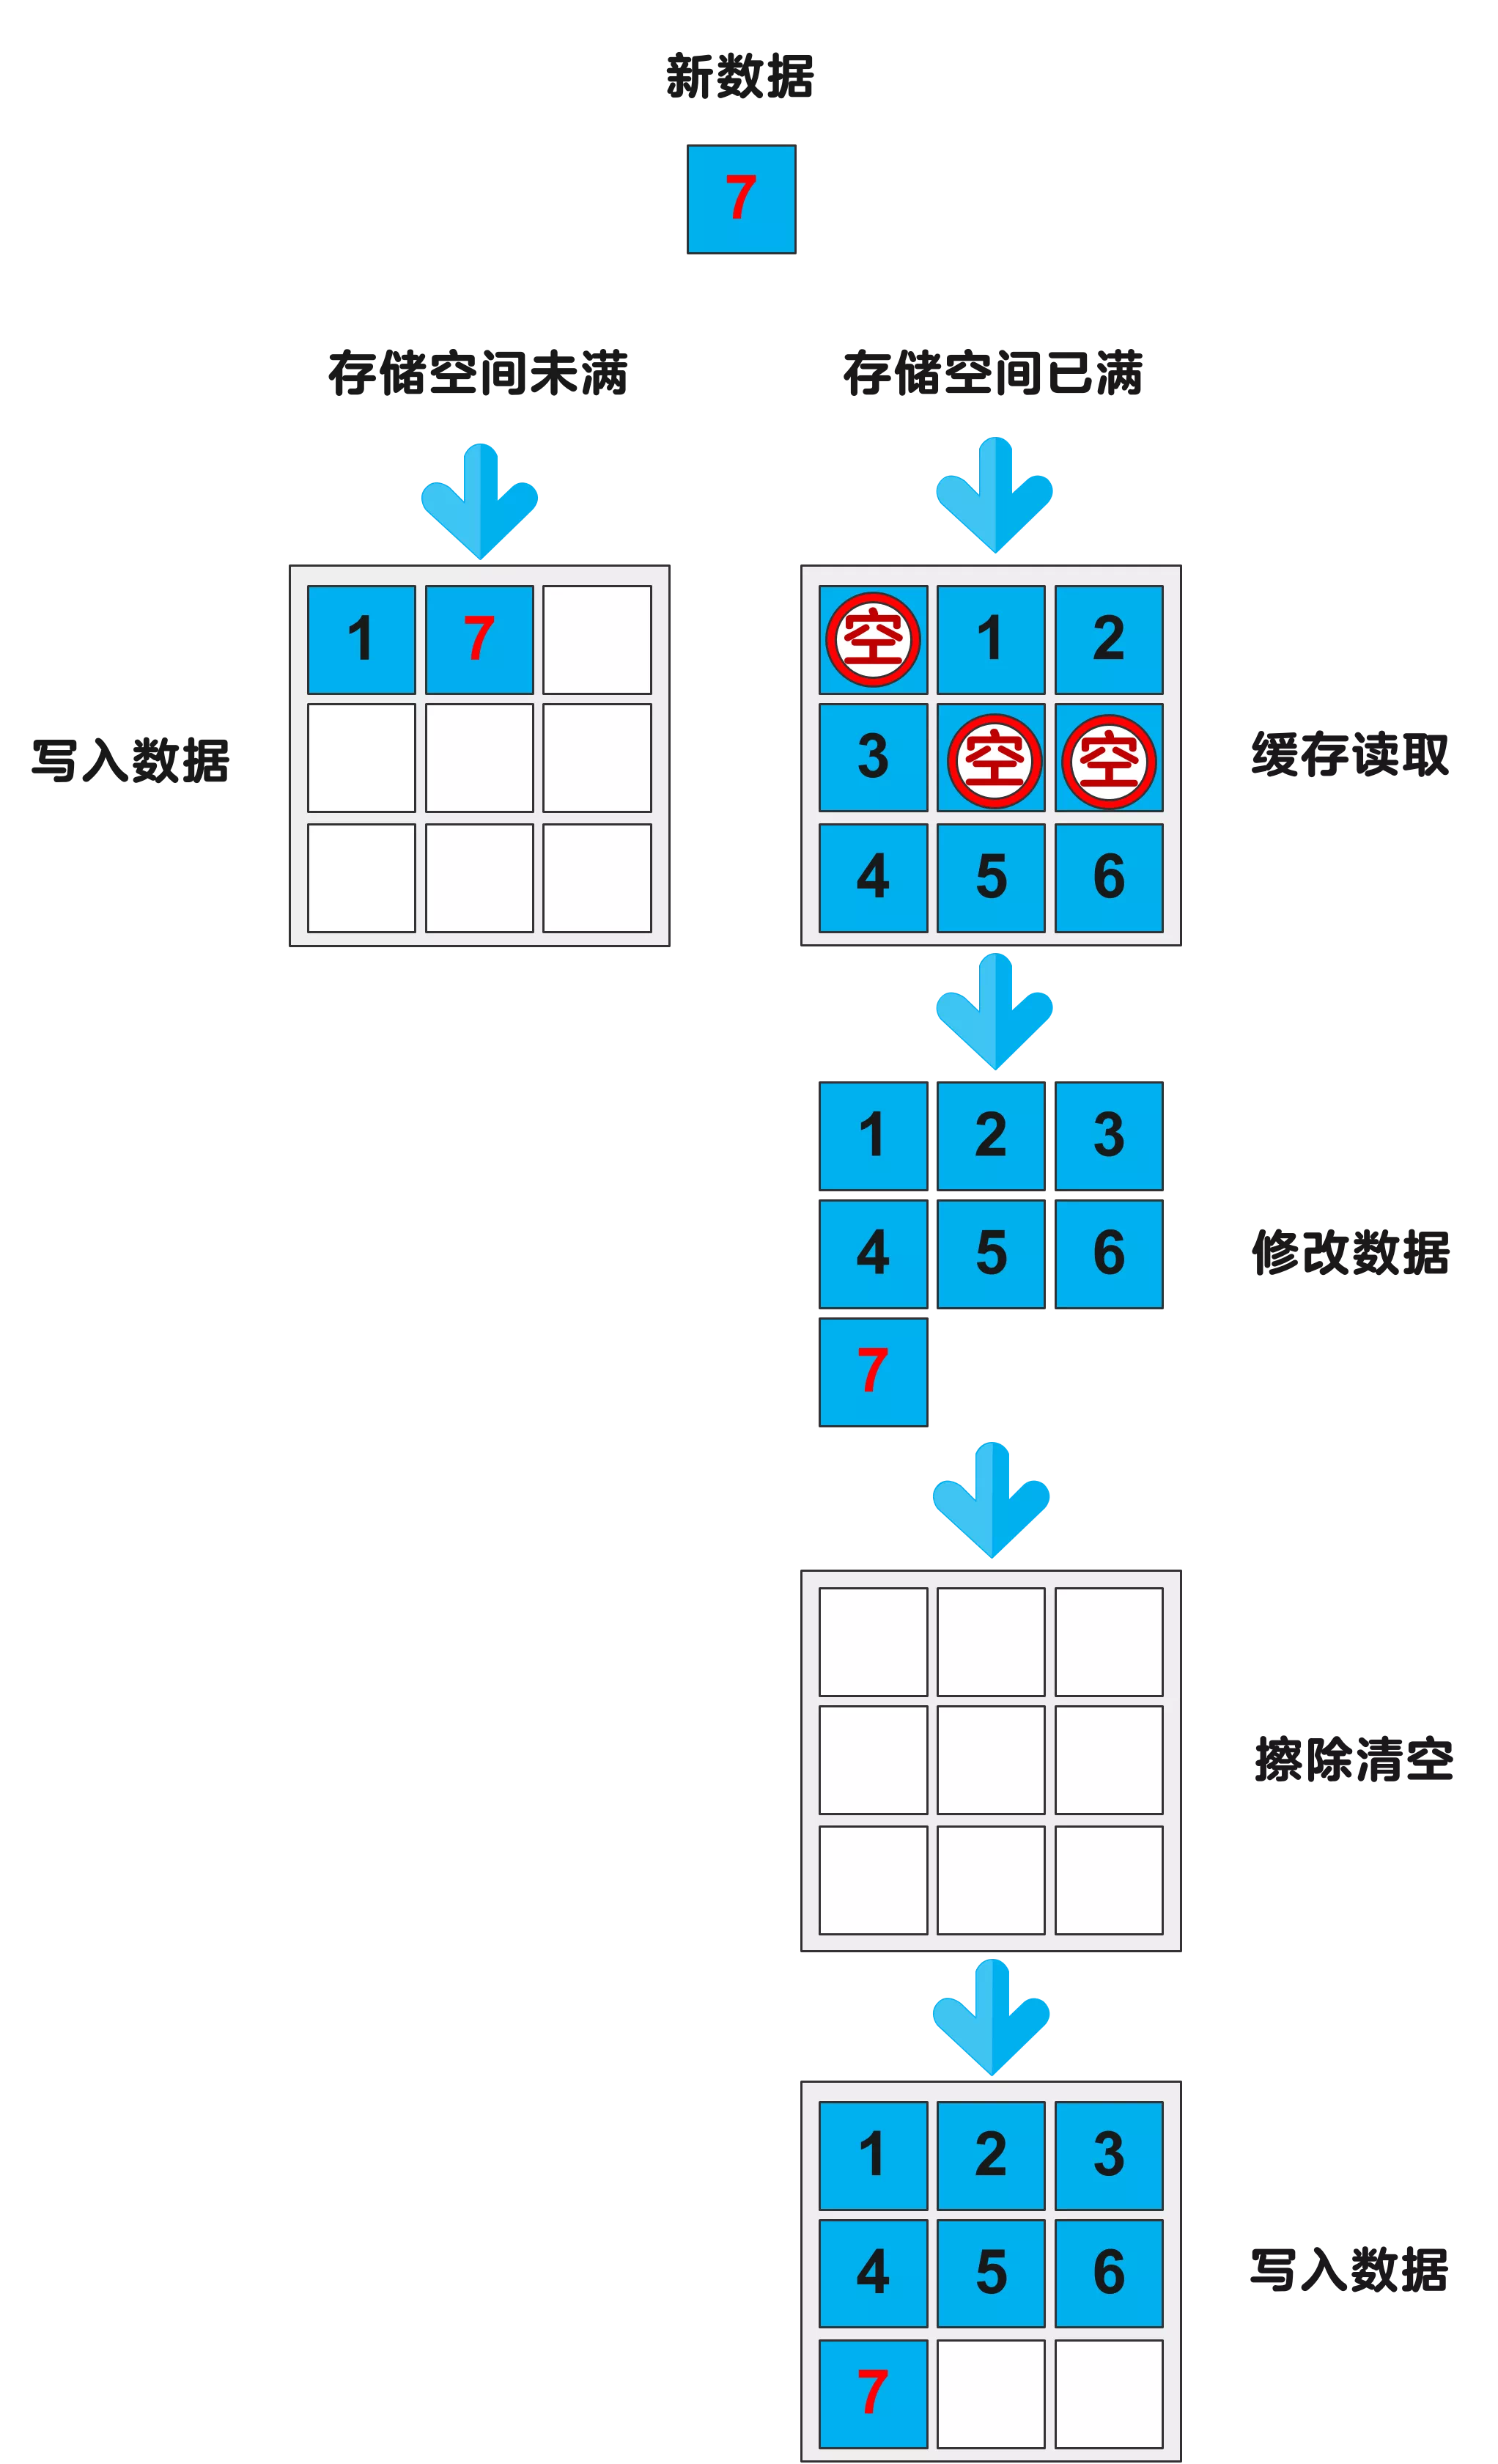 新数据
7
存储空间未满 存储空间已满
1 7
空 1 2
写入数据
3 空 空
缓存读取
4 5 6
1 2 3
4 5 6
修改数据
7
擦除清空
1 2 3
4 5 6
写入数据
7